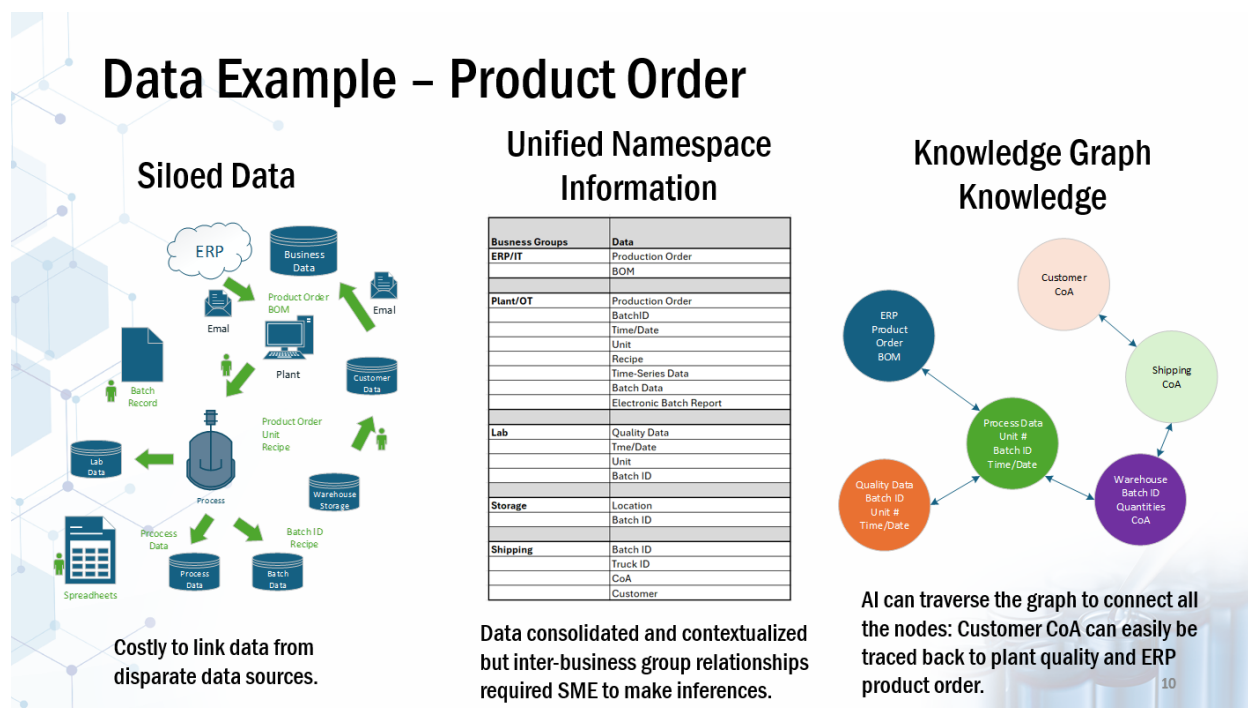 Data Example – Product Order
Siloed Data
ERP
Business
Data
Emal
Product Order
BOM
Emal
Plant
Batch
Record
Customer
Data
Product Order
Unit
Recipe
Lab
Data
Process
Warehouse
Storage
Prcocess
Data
Batch ID
Recipe
Process
Data
Batch
Data
Spreadheets
Costly to link data from
disparate data sources.
Unified Namespace
Information
Business Groups Data
ERP/IT Production Order
BOM
Plant/OT Production Order
BatchID
Time/Date
Unit
Recipe
Time-Series Data
Batch Data
Electronic Batch Report
Lab Quality Data
Tme/Date
Unit
Batch ID
Storage Location
Batch ID
Shipping Batch ID
Truck ID
CoA
Customer
Data consolidated and contextualized
but inter-business group relationships
required SME to make inferences.
Knowledge Graph
Knowledge
Customer
CoA
ERP
Product
Order
BOM
Shipping
CoA
Process Data
Unit #
Batch ID
Time/Date
Quality Data
Batch ID
Unit #
Time/Date
Warehouse
Batch ID
Quantities
CoA
AI can traverse the graph to connect all
the nodes: Customer CoA can easily be
traced back to plant quality and ERP
product order.
10